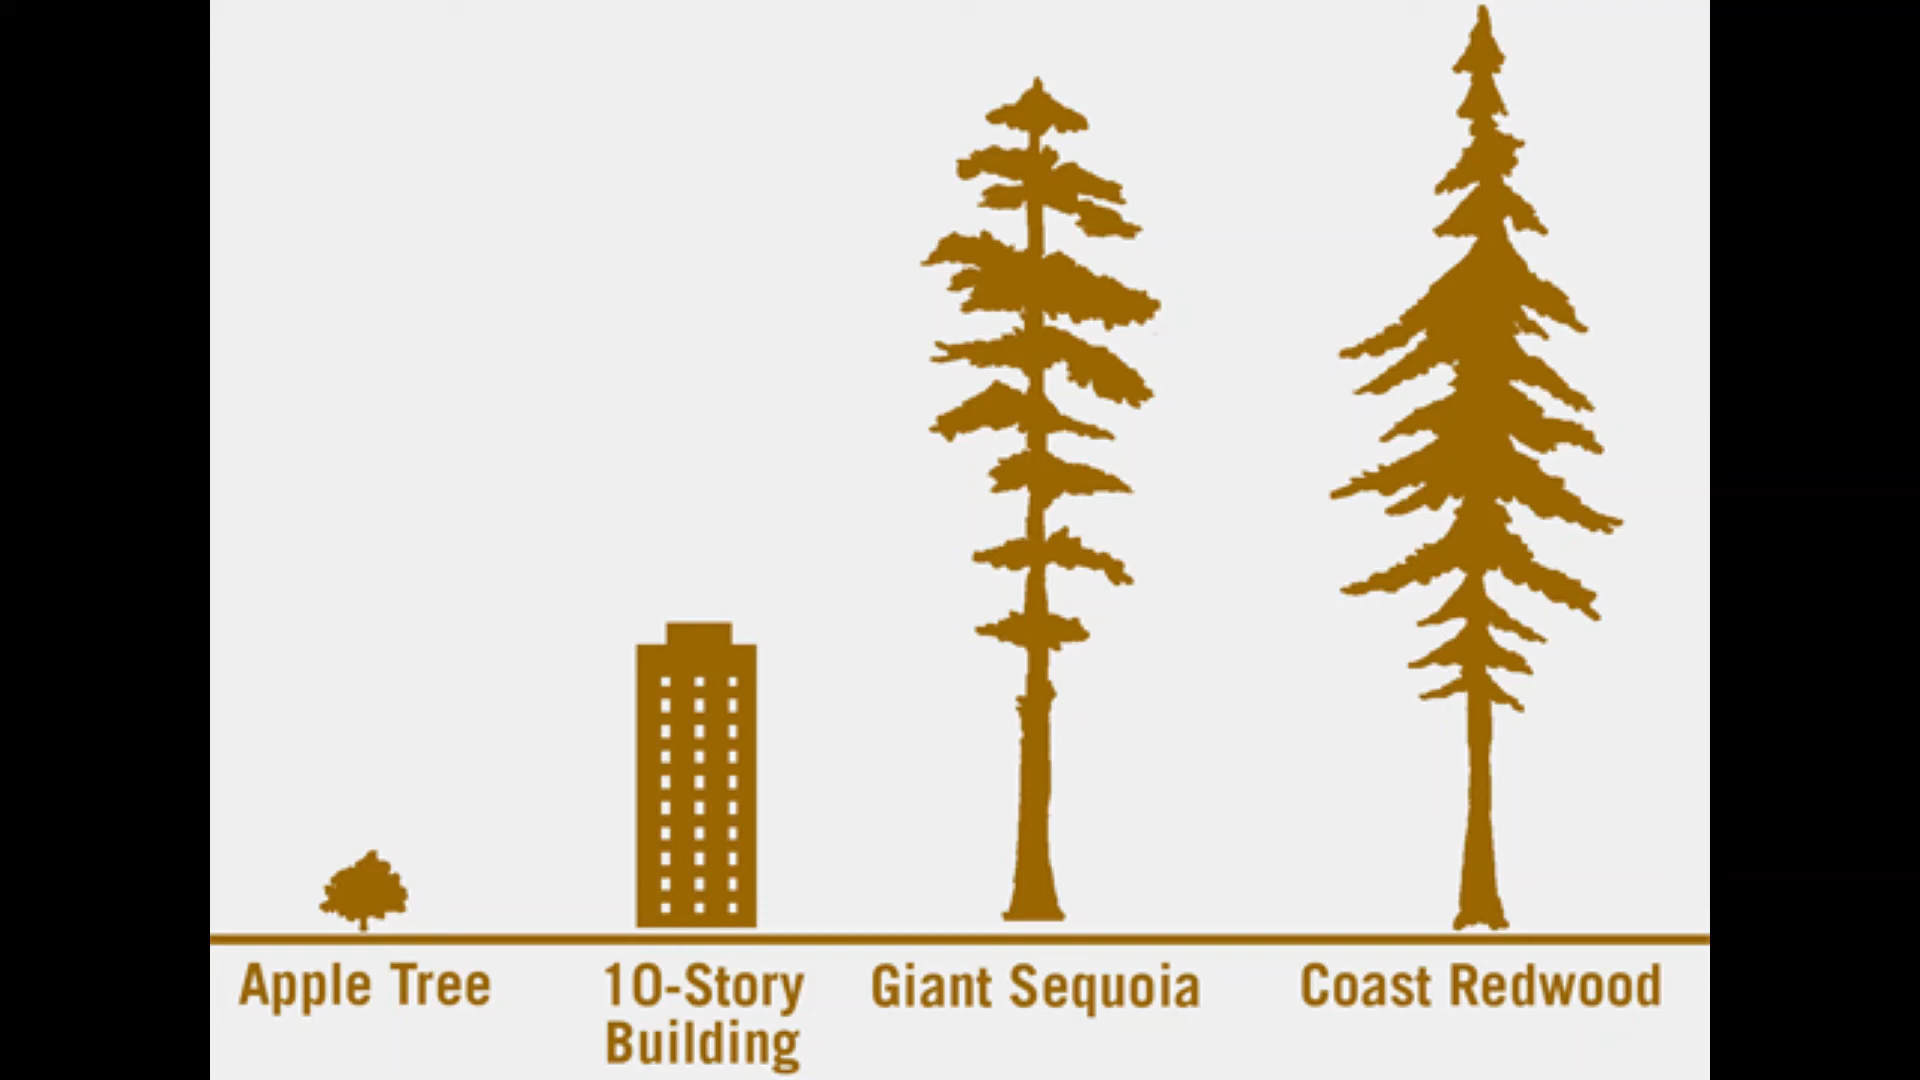 Apple Tree
10-Story
Building
Giant Sequoia
Coast Redwood